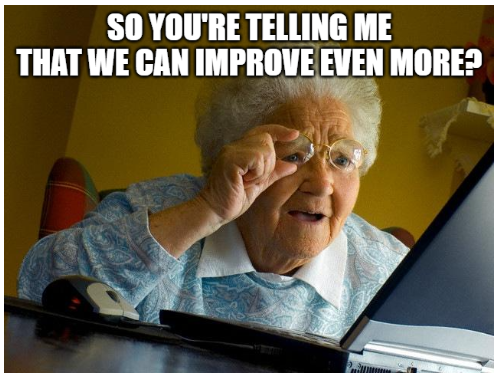 SO YOU'RE TELLING ME
THAT WE CAN IMPROVE EVEN MORE?